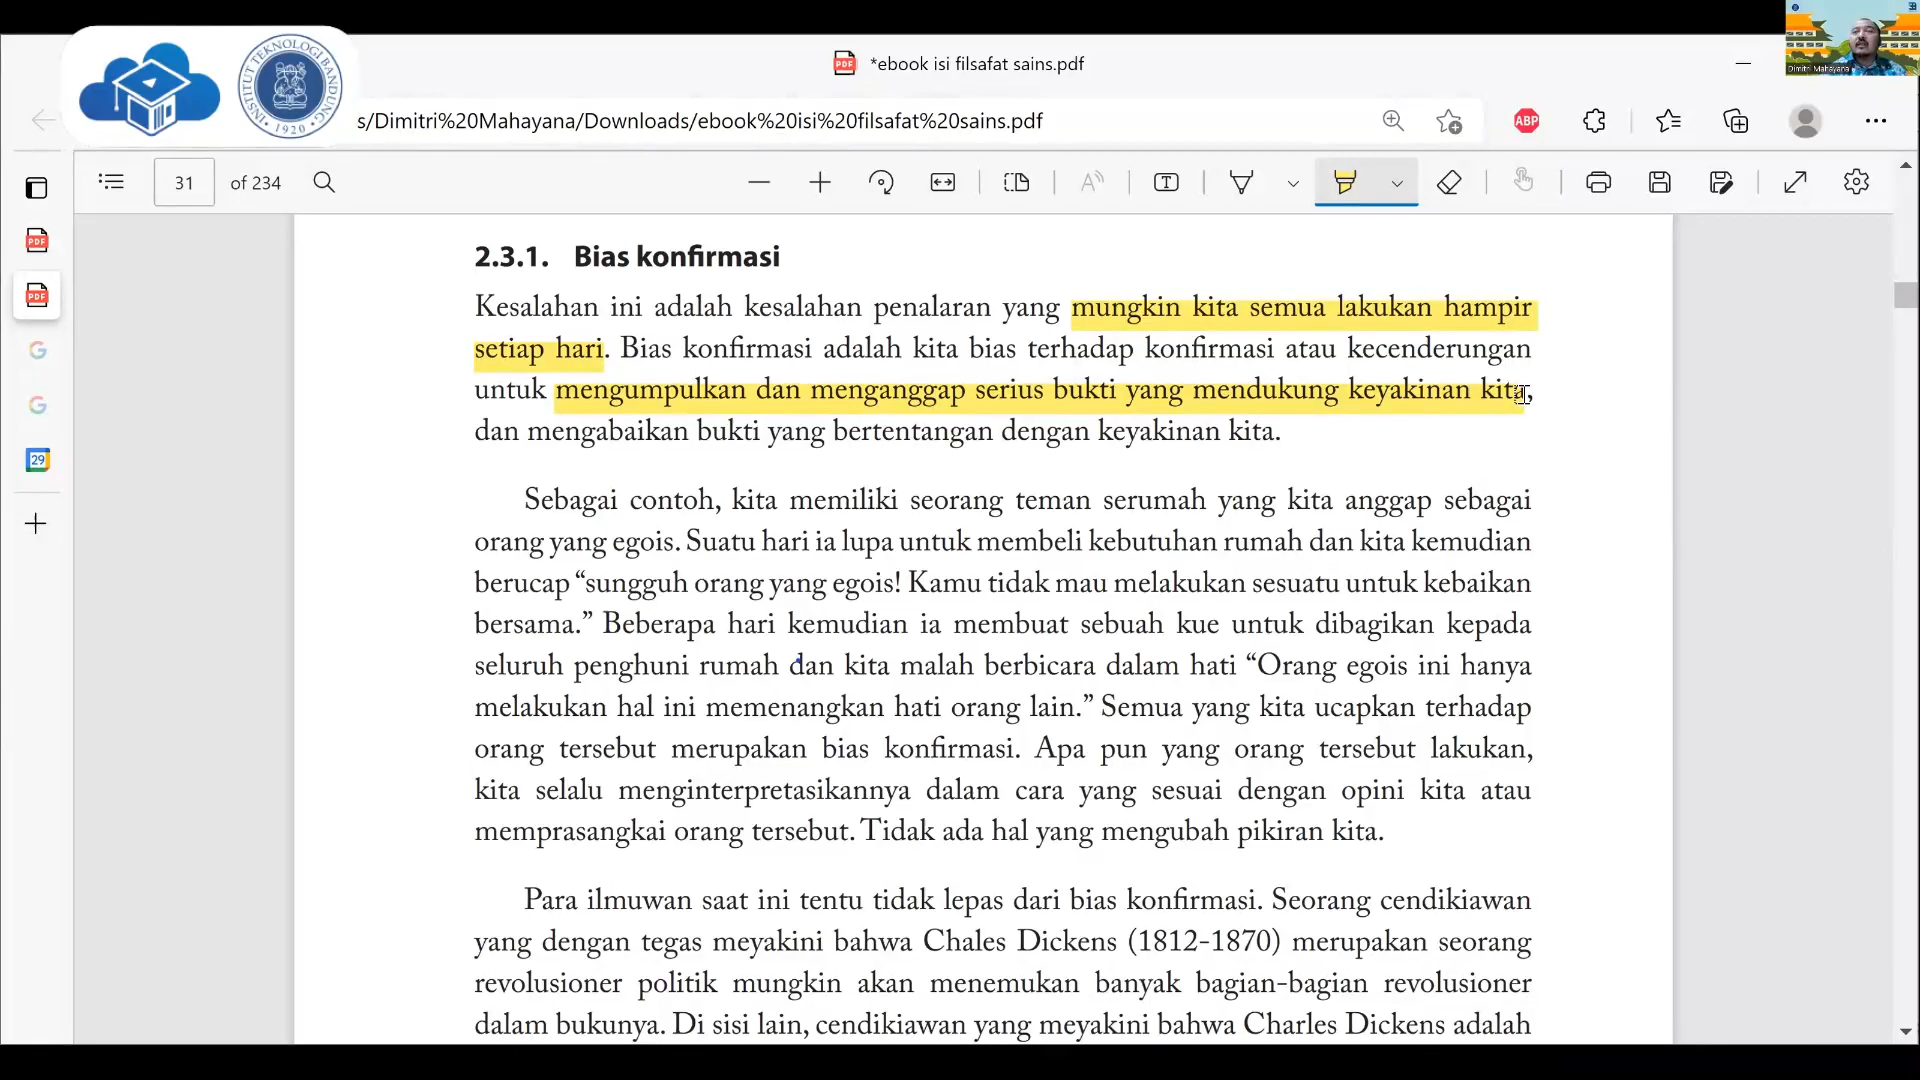 *ebook isi filsafat sains.pdf
Dimitri Mahayana
INSTITUT TEKNOLOGI BANDUNG
1920
s/Dimitri%20Mahayana/Downloads/ebook%20isi%20filsafat%20sains.pdf
ABP
31 of 234
PDF
PDF
29
2.3.1. Bias konfirmasi
Kesalahan ini adalah kesalahan penalaran yang mungkin kita semua lakukan hampir
setiap hari. Bias konfirmasi adalah kita bias terhadap konfirmasi atau kecenderungan
untuk mengumpulkan dan menganggap serius bukti yang mendukung keyakinan kita,
dan mengabaikan bukti yang bertentangan dengan keyakinan kita.
Sebagai contoh, kita memiliki seorang teman serumah yang kita anggap sebagai
orang yang egois. Suatu hari ia lupa untuk membeli kebutuhan rumah dan kita kemudian
berucap “sungguh orang yang egois! Kamu tidak mau melakukan sesuatu untuk kebaikan
bersama.” Beberapa hari kemudian ia membuat sebuah kue untuk dibagikan kepada
seluruh penghuni rumah dan kita malah berbicara dalam hati “Orang egois ini hanya
melakukan hal ini memenangkan hati orang lain.” Semua yang kita ucapkan terhadap
orang tersebut merupakan bias konfirmasi. Apa pun yang orang tersebut lakukan,
kita selalu menginterpretasikannya dalam cara yang sesuai dengan opini kita atau
memprasangkai orang tersebut. Tidak ada hal yang mengubah pikiran kita.
Para ilmuwan saat ini tentu tidak lepas dari bias konfirmasi. Seorang cendikiawan
yang dengan tegas meyakini bahwa Chales Dickens (1812-1870) merupakan seorang
revolusioner politik mungkin akan menemukan banyak bagian-bagian revolusioner
dalam bukunya. Di sisi lain, cendikiawan yang meyakini bahwa Charles Dickens adalah